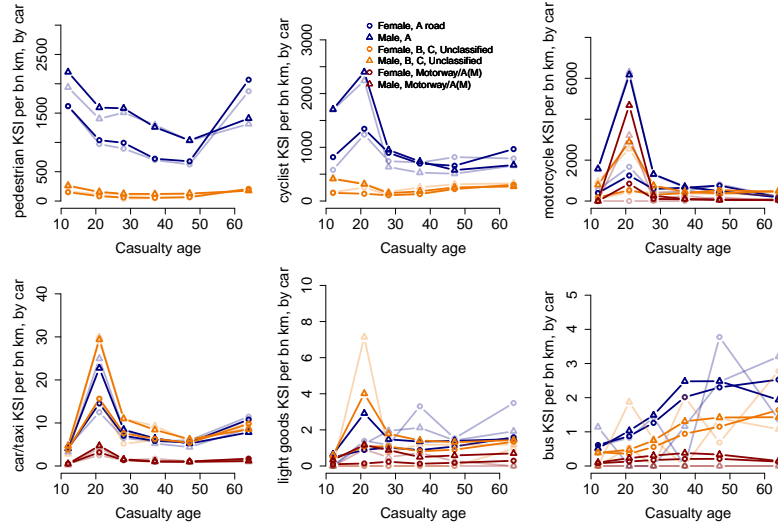 pedestrian KSI per bn km, by car
0 500 1500 2500
10 20 30 40 50 60
Casualty age
cyclist KSI per bn km, by car
0 1000 2000 3000
10 20 30 40 50 60
Casualty age
Female, A road
Male, A
Female, B, C, Unclassified
Male, B, C, Unclassified
Female, Motorway/A(M)
Male, Motorway/A(M)
motorcycle KSI per bn km, by car
0 2000 6000
10 20 30 40 50 60
Casualty age
car/taxi KSI per bn km, by car
0 10 20 30 40
10 20 30 40 50 60
Casualty age
light goods KSI per bn km, by car
0 2 4 6 8 10
10 20 30 40 50 60
Casualty age
bus KSI per bn km, by car
0 1 2 3 4 5
10 20 30 40 50 60
Casualty age